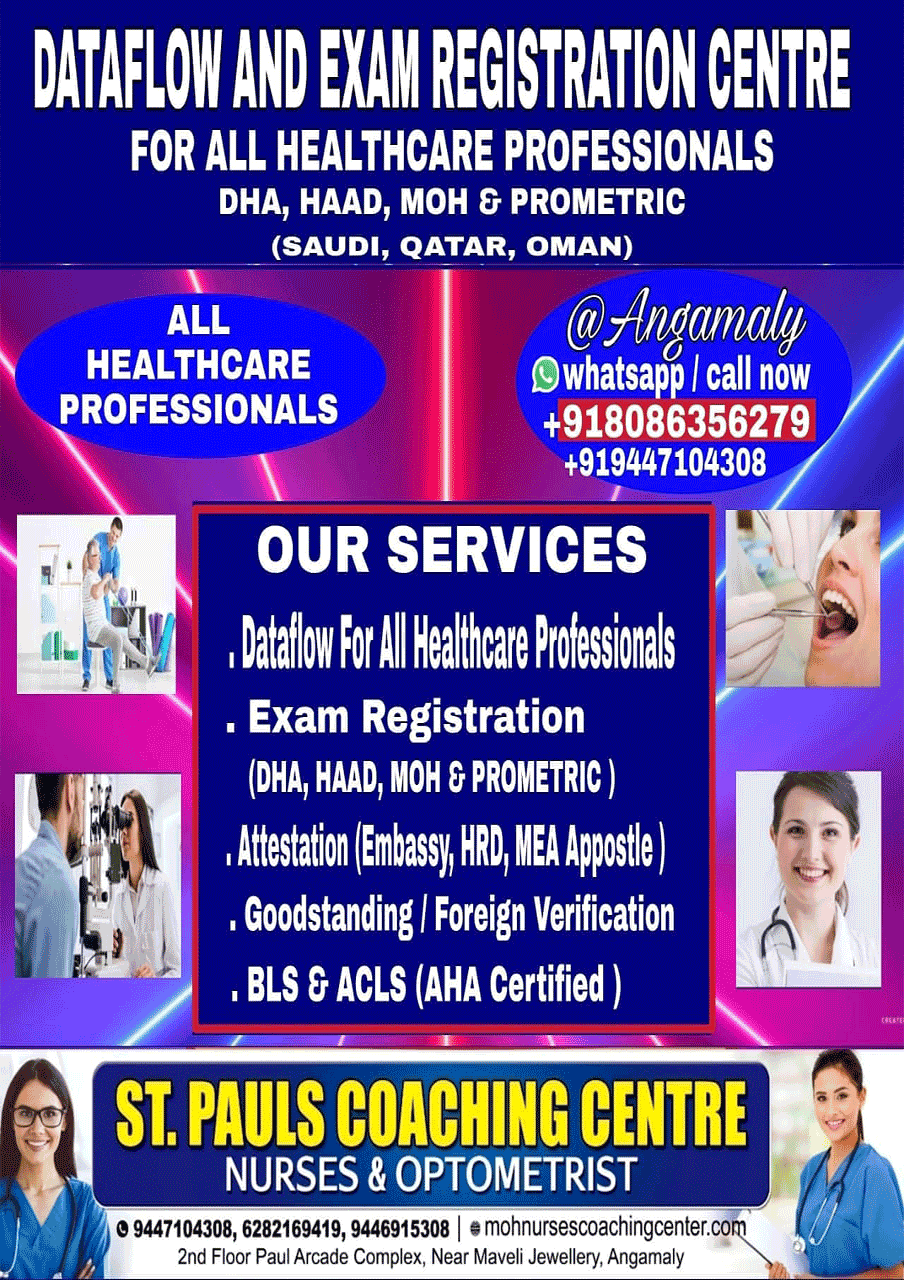 DATAFLOW AND EXAM REGISTRATION CENTRE
FOR ALL HEALTHCARE PROFESSIONALS
DHA, HAAD, MOH & PROMETRIC
(SAUDI, QATAR, OMAN)
ALL
HEALTHCARE
PROFESSIONALS
@Angamaly
whatsapp / call now
+918086356279
+919447104308
OUR SERVICES
. Dataflow For All Healthcare Professionals
. Exam Registration
(DHA, HAAD, MOH & PROMETRIC )
. Attestation (Embassy, HRD, MEA Appostle )
. Goodstanding / Foreign Verification
. BLS & ACLS (AHA Certified )
ST. PAULS COACHING CENTRE
NURSES & OPTOMETRIST
9447104308, 6282169419, 9446915308 | mohnursescoachingcenter.com
2nd Floor Paul Arcade Complex, Near Maveli Jewellery, Angamaly